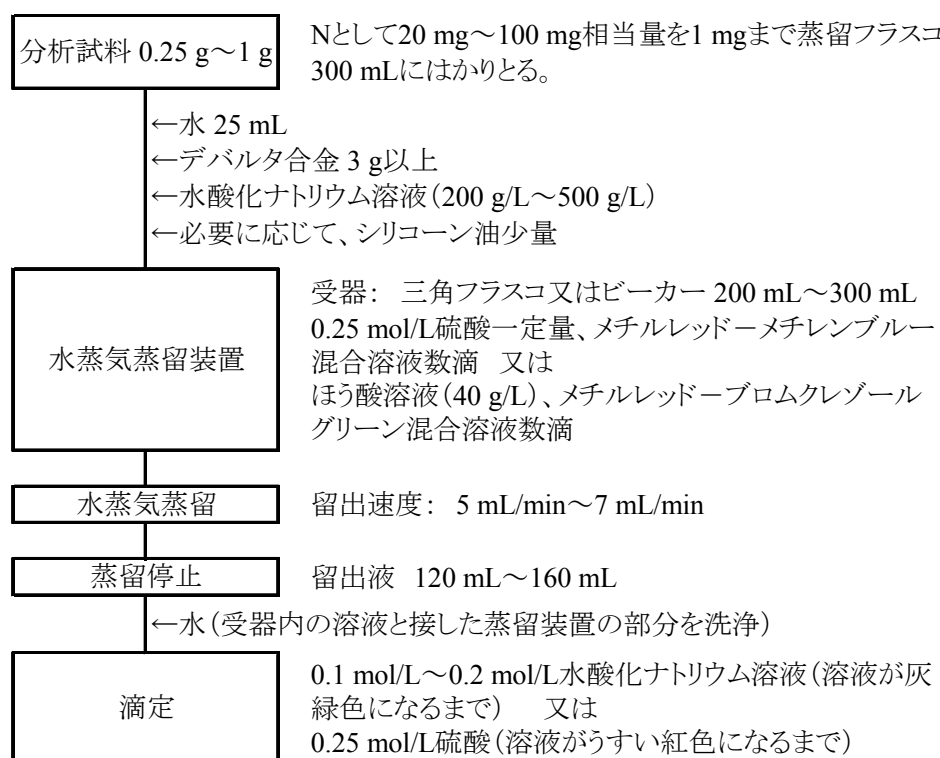 分析試料 0.25 g～1 g
Nとして20 mg～100 mg相当量を1 mgまで蒸留フラスコ
300 mLにはかりとる。
←水 25 mL
←デバルタ合金 3 g以上
←水酸化ナトリウム溶液（200 g/L～500 g/L）
←必要に応じて、シリコーン油少量
水蒸気蒸留装置
受器： 三角フラスコ又はビーカー 200 mL～300 mL
0.25 mol/L硫酸一定量、メチルレッド－メチレンブルー
混合溶液数滴 又は
ほう酸溶液（40 g/L）、メチルレッド－ブロムクレゾール
グリーン混合溶液数滴
水蒸気蒸留
留出速度： 5 mL/min～7 mL/min
蒸留停止
留出液 120 mL～160 mL
←水（受器内の溶液と接した蒸留装置の部分を洗浄）
滴定
0.1 mol/L～0.2 mol/L水酸化ナトリウム溶液（溶液が灰
緑色になるまで） 又は
0.25 mol/L硫酸（溶液がうすい紅色になるまで）